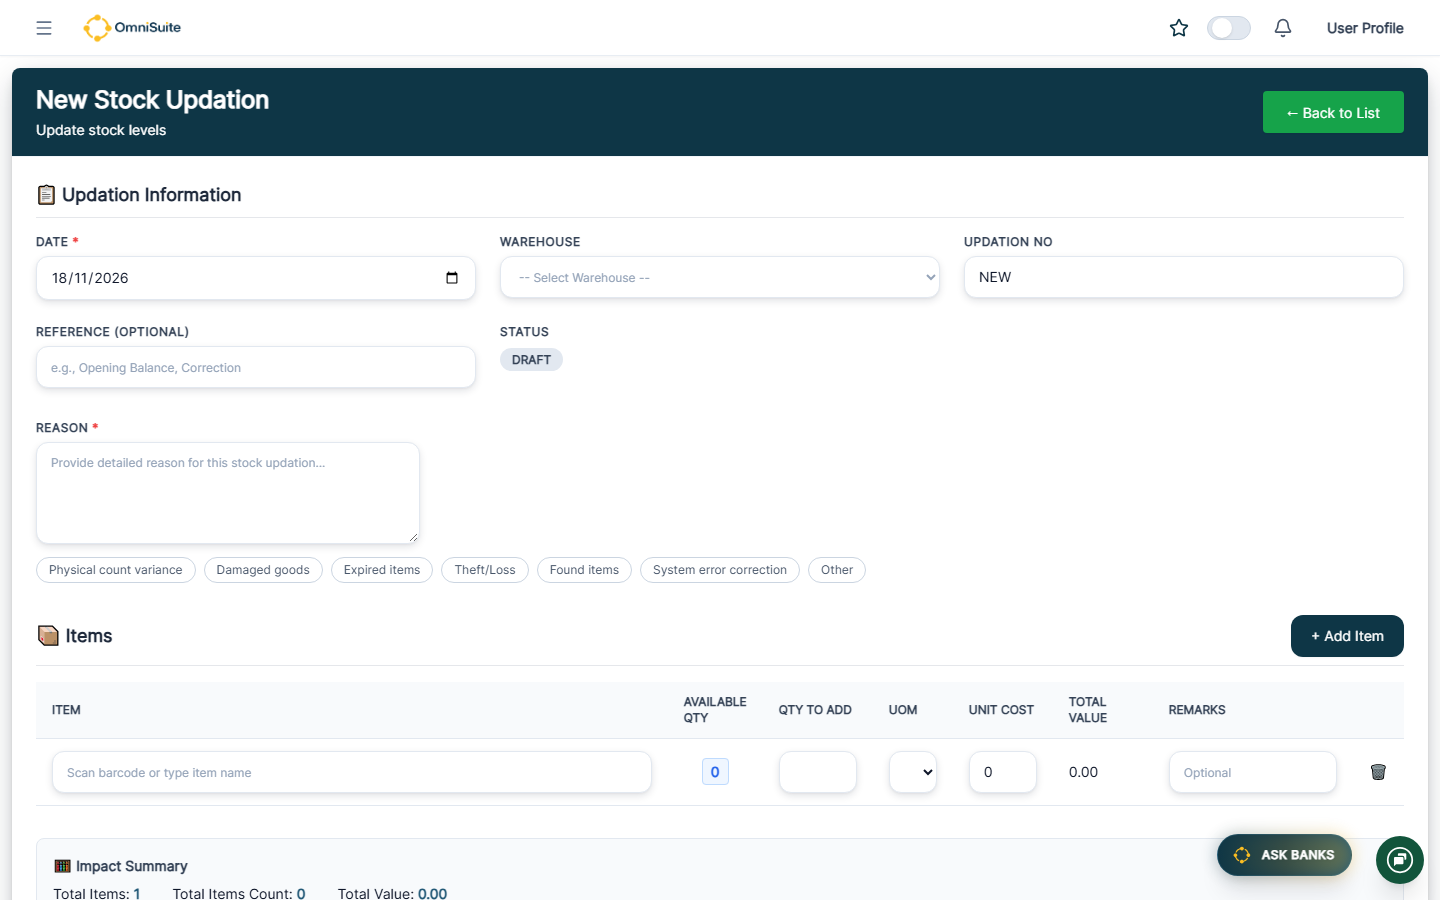 OmniSuite
User Profile
New Stock Updation
Update stock levels
← Back to List
Updation Information
DATE *
WAREHOUSE
UPDATION NO
18/11/2026
-- Select Warehouse --
NEW
REFERENCE (OPTIONAL)
STATUS
e.g., Opening Balance, Correction
DRAFT
REASON *
Provide detailed reason for this stock updation...
Physical count variance
Damaged goods
Expired items
Theft/Loss
Found items
System error correction
Other
Items
+ Add Item
ITEM
AVAILABLE QTY
QTY TO ADD
UOM
UNIT COST
TOTAL VALUE
REMARKS
Scan barcode or type item name
0
0
0.00
Optional
Impact Summary
ASK BANKS
Total Items: 1
Total Items Count: 0
Total Value: 0.00